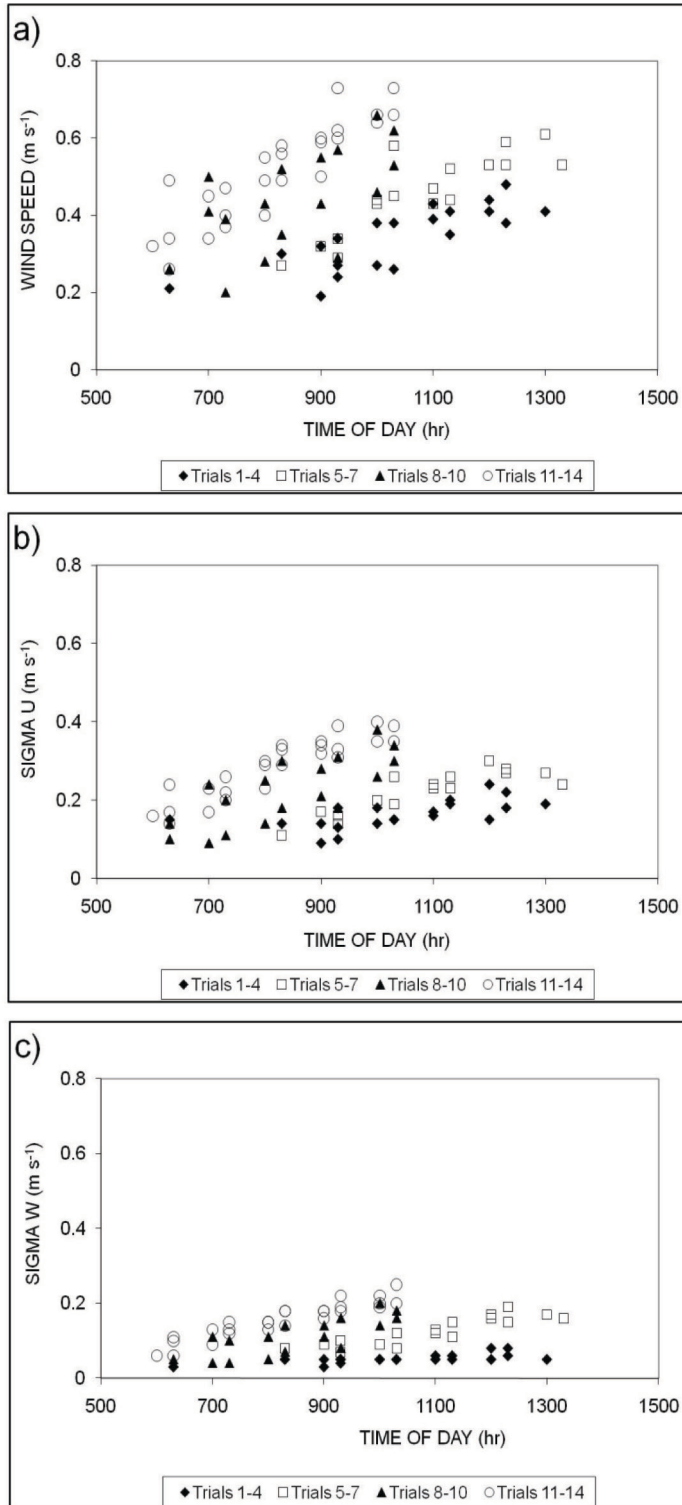 a)
0.8
0.6
0.4
0.2
0
WIND SPEED (m s-1)
500 700 900 1100 1300 1500
TIME OF DAY (hr)
Trials 1-4 Trials 5-7 Trials 8-10 Trials 11-14
b)
0.8
0.6
0.4
0.2
0
SIGMA U (m s-1)
500 700 900 1100 1300 1500
TIME OF DAY (hr)
Trials 1-4 Trials 5-7 Trials 8-10 Trials 11-14
c)
0.8
0.6
0.4
0.2
0
SIGMA W (m s-1)
500 700 900 1100 1300 1500
TIME OF DAY (hr)
Trials 1-4 Trials 5-7 Trials 8-10 Trials 11-14